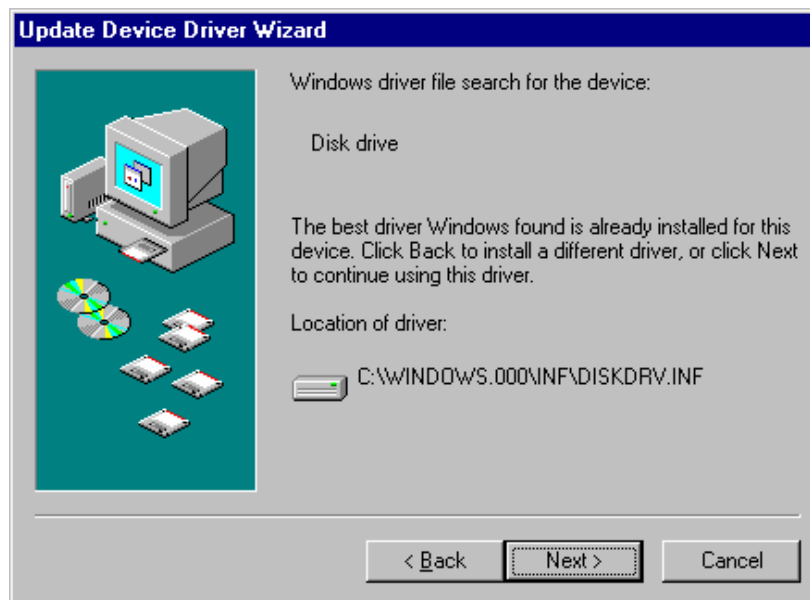 Update Device Driver Wizard
Windows driver file search for the device:
Disk drive
The best driver Windows found is already installed for this
device. Click Back to install a different driver, or click Next
to continue using this driver.
Location of driver:
C:\WINDOWS.000\INF\DISKDRV.INF
< Back
Next >
Cancel